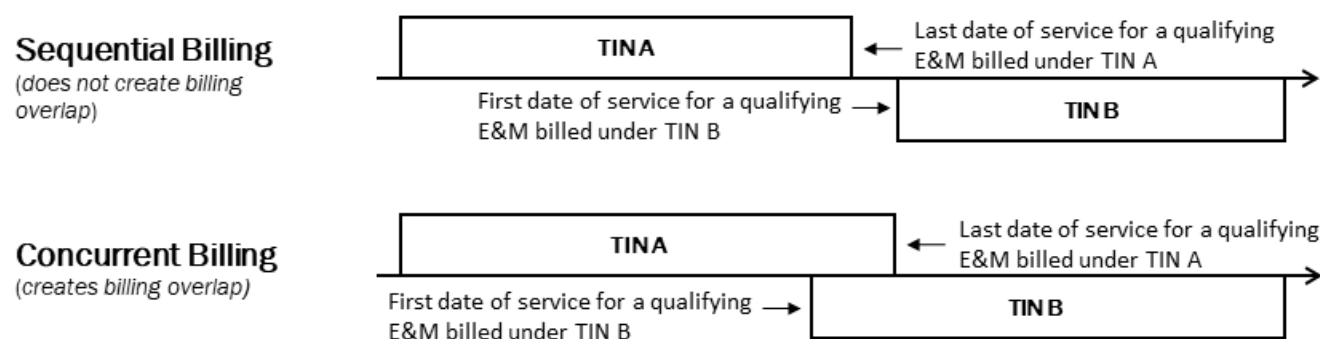 Sequential Billing
(does not create billing
overlap)
TIN A
Last date of service for a qualifying
E&M billed under TIN A
First date of service for a qualifying
E&M billed under TIN B
TIN B
Concurrent Billing
(creates billing overlap)
TIN A
Last date of service for a qualifying
E&M billed under TIN A
First date of service for a qualifying
E&M billed under TIN B
TIN B